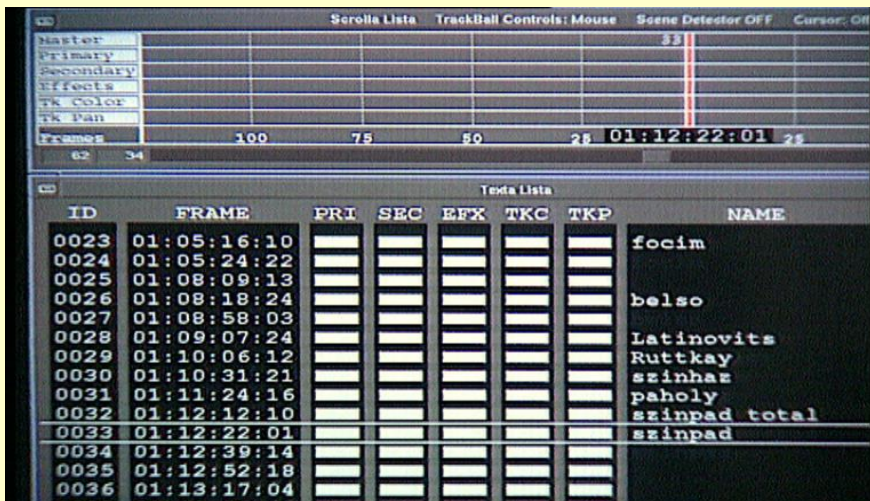 Scrolla Lista TrackBall Controls: Mouse Scene Detector OFF Cursor: Off
Master 33
Primary
Secondary
Effects
Tk Color
Tk Pan
Frames 100 75 50 25 01:12:22:01 25
62 34
Texta Lista
ID FRAME PRI SEC EFX TKC TKP NAME
0023 01:05:16:10 focim
0024 01:05:24:22
0025 01:08:09:13
0026 01:08:18:24 belso
0027 01:08:58:03
0028 01:09:07:24 Latinovits
0029 01:10:06:12 Ruttkay
0030 01:10:31:21 szinhaz
0031 01:11:24:16 paholy
0032 01:12:12:10 szinpad total
0033 01:12:22:01 szinpad
0034 01:12:39:14
0035 01:12:52:18
0036 01:13:17:04